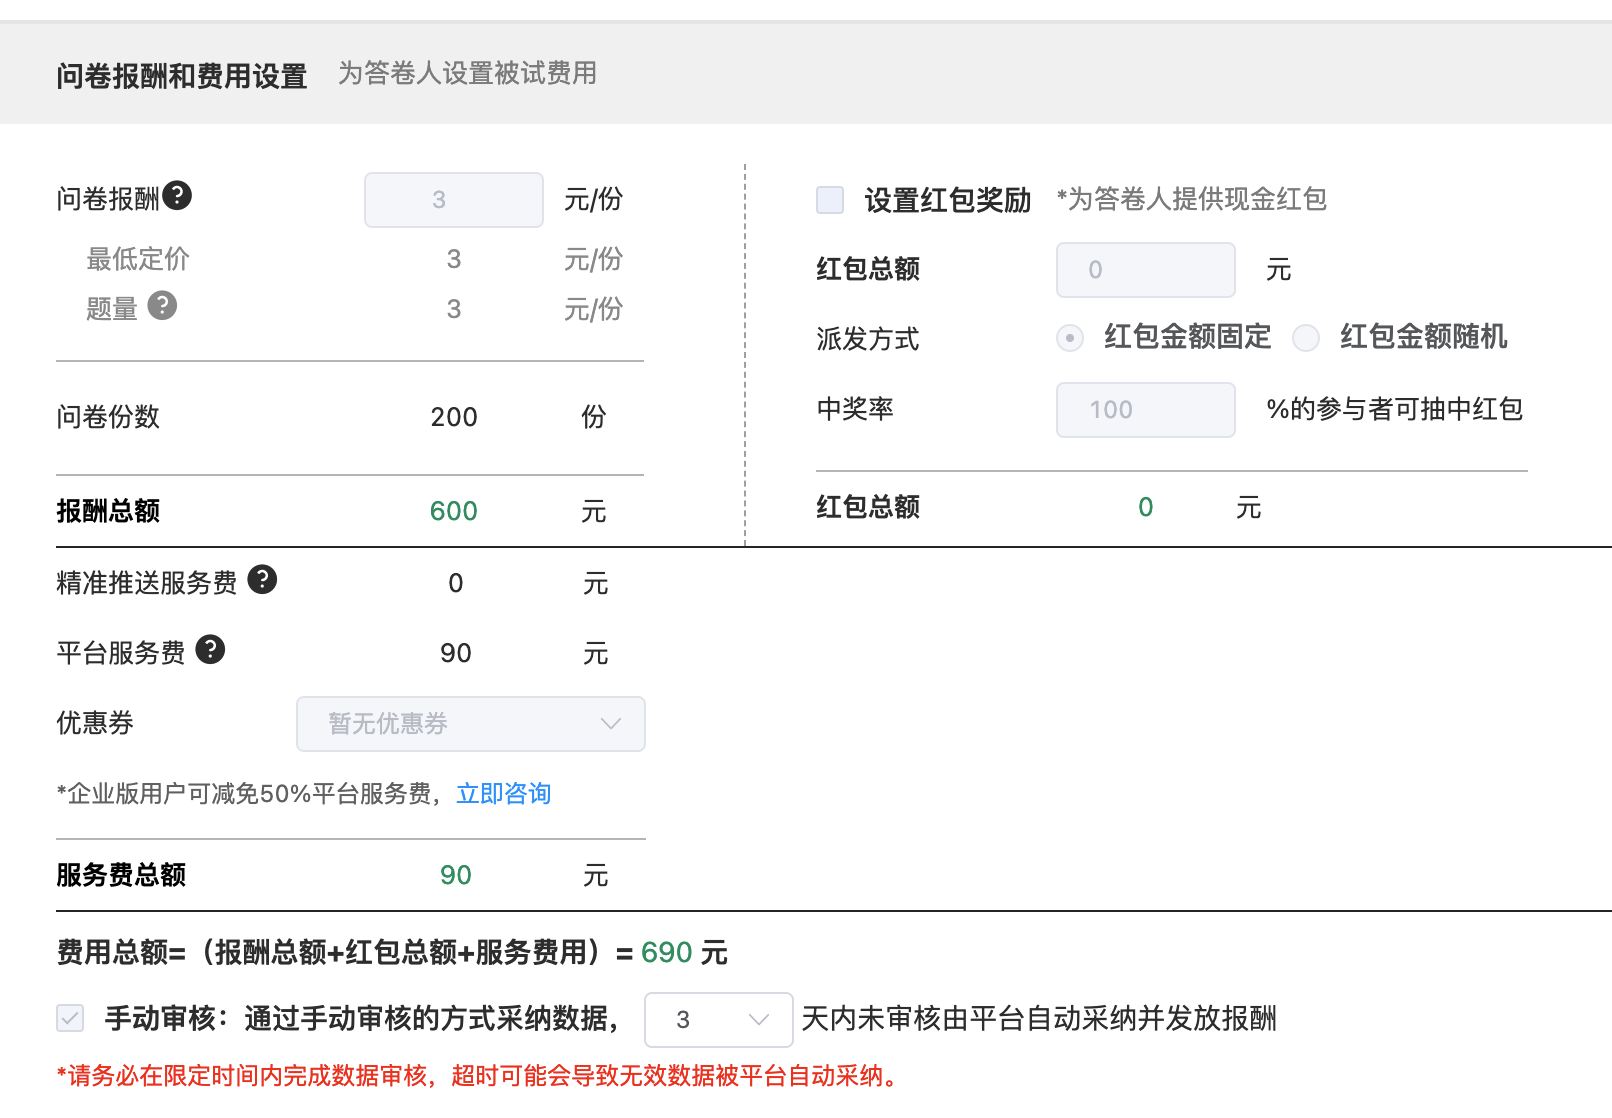 问卷报酬和费用设置 为答卷人设置被试费用
问卷报酬? 3 元/份
最低定价 3 元/份
题量 ? 3 元/份
问卷份数 200 份
报酬总额 600 元
设置红包奖励 *为答卷人提供现金红包
红包总额 0 元
派发方式 红包金额固定 红包金额随机
中奖率 100 %的参与者可抽中红包
红包总额 0 元
精准推送服务费 ? 0 元
平台服务费 ? 90 元
优惠券 暂无优惠券
*企业版用户可减免50%平台服务费，立即咨询
服务费总额 90 元
费用总额=（报酬总额+红包总额+服务费用）= 690 元
手动审核：通过手动审核的方式采纳数据， 3 天内未审核由平台自动采纳并发放报酬
*请务必在限定时间内完成数据审核，超时可能会导致无效数据被平台自动采纳。